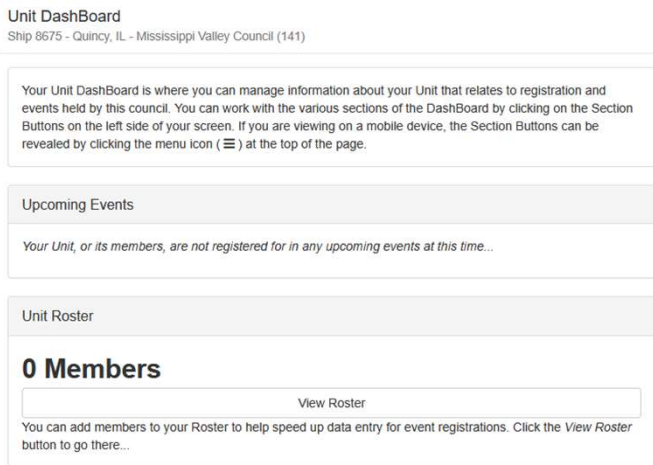 Unit DashBoard
Ship 8675 - Quincy, IL - Mississippi Valley Council (141)
Your Unit DashBoard is where you can manage information about your Unit that relates to registration and
events held by this council. You can work with the various sections of the DashBoard by clicking on the Section
Buttons on the left side of your screen. If you are viewing on a mobile device, the Section Buttons can be
revealed by clicking the menu icon ( ☰ ) at the top of the page.
Upcoming Events
Your Unit, or its members, are not registered for in any upcoming events at this time...
Unit Roster
0 Members
View Roster
You can add members to your Roster to help speed up data entry for event registrations. Click the View Roster
button to go there...